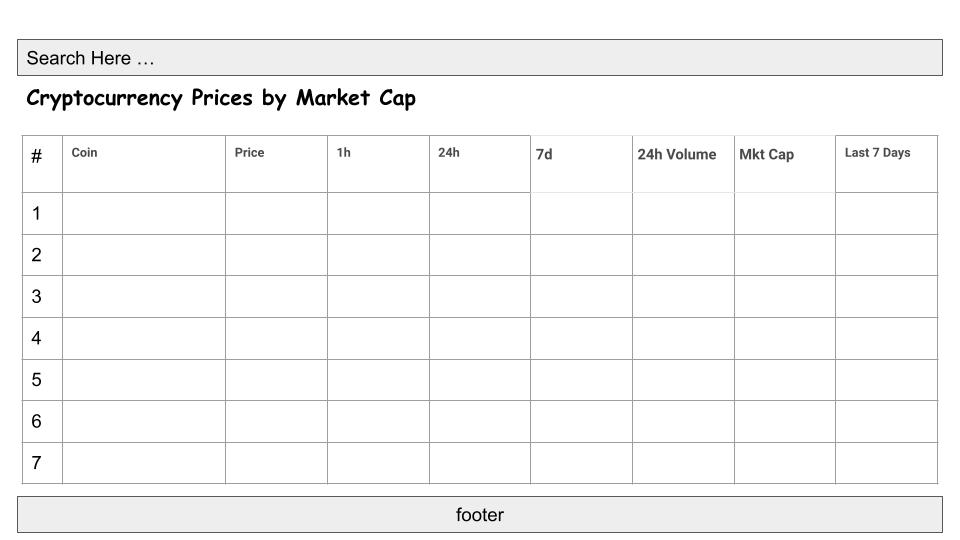 Search Here …
Cryptocurrency Prices by Market Cap
# Coin Price 1h 24h 7d 24h Volume Mkt Cap Last 7 Days
1
2
3
4
5
6
7
footer